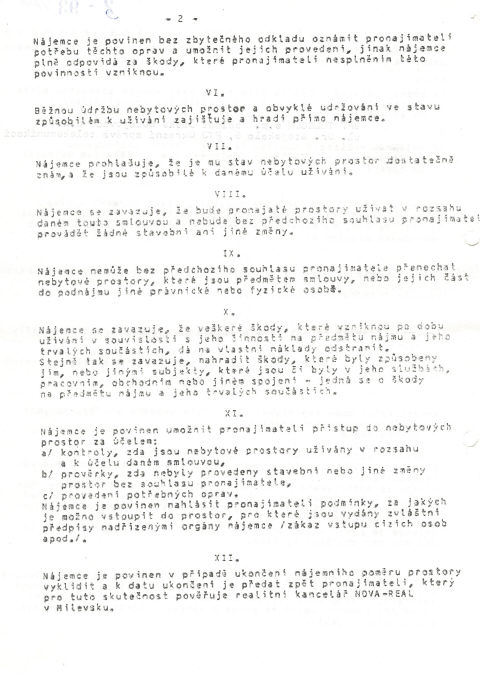 - 2 -
Nájemce je povinen bez zbytečného odkladu oznámit pronajimateli
potřebu těchto oprav a umožnit jejich provedení, jinak nájemce
plně odpovídá za škody, které pronajimateli nesplněním této
povinnosti vzniknou.
VI.
Běžnou údržbu nebytových prostor a obvyklé udržování ve stavu
způsobilém k užívání zajišťuje a hradí přímo nájemce.
VII.
Nájemce prohlašuje, že je mu stav nebytových prostor dostatečně
znám,a že jsou způsobilé k danému účelu užívání.
VIII.
Nájemce se zavazuje, že bude pronajaté prostory užívat v rozsahu
daném touto smlouvou a nebude bez předchozího souhlasu pronajimatel
provádět žádné stavební ani jiné změny.
IX.
Nájemce nemůže bez předchozího souhlasu pronajimatele přenechat
nebytové prostory, které jsou předmětem smlouvy, nebo jejich část
do podnájmu jiné právnické nebo fyzické osobě.
X.
Nájemce se zavazuje, že veškeré škody, které vzniknou po dobu
užívání v souvislosti s jeho činností na předmětu nájmu a jeho
trvalých součástích, dá na vlastní náklady odstranit.
Stejně tak se zavazuje, nahradit škody, které byly způsobeny
jím, nebo jinými subjekty, které jsou či byly v jeho službách,
pracovním, obchodním nebo jiném spojení - jedná se o škody
na předmětu nájmu a jeho trvalých součástích.
XI.
Nájemce je povinen umožnit pronajimateli přístup do nebytových
prostor za účelem:
a/ kontroly, zda jsou nebytové prostory užívány v rozsahu
a k účelu daném smlouvou,
b/ prověrky, zda nebyly provedeny stavební nebo jiné změny
prostor bez souhlasu pronajimatele,
c/ provedení potřebných oprav.
Nájemce je povinen nahlásit pronajimateli podmínky, za jakých
je možno vstoupit do prostor, pro které jsou vydány zvláštní
předpisy nadřízenými orgány nájemce /zákaz vstupu cizích osob
apod./.
XII.
Nájemce je povinen v případě ukončení nájemního poměru prostory
vyklidit a k datu ukončení je předat zpět pronajimateli, který
pro tuto skutečnost pověřuje realitní kancelář NOVA-REAL
v Milevsku.